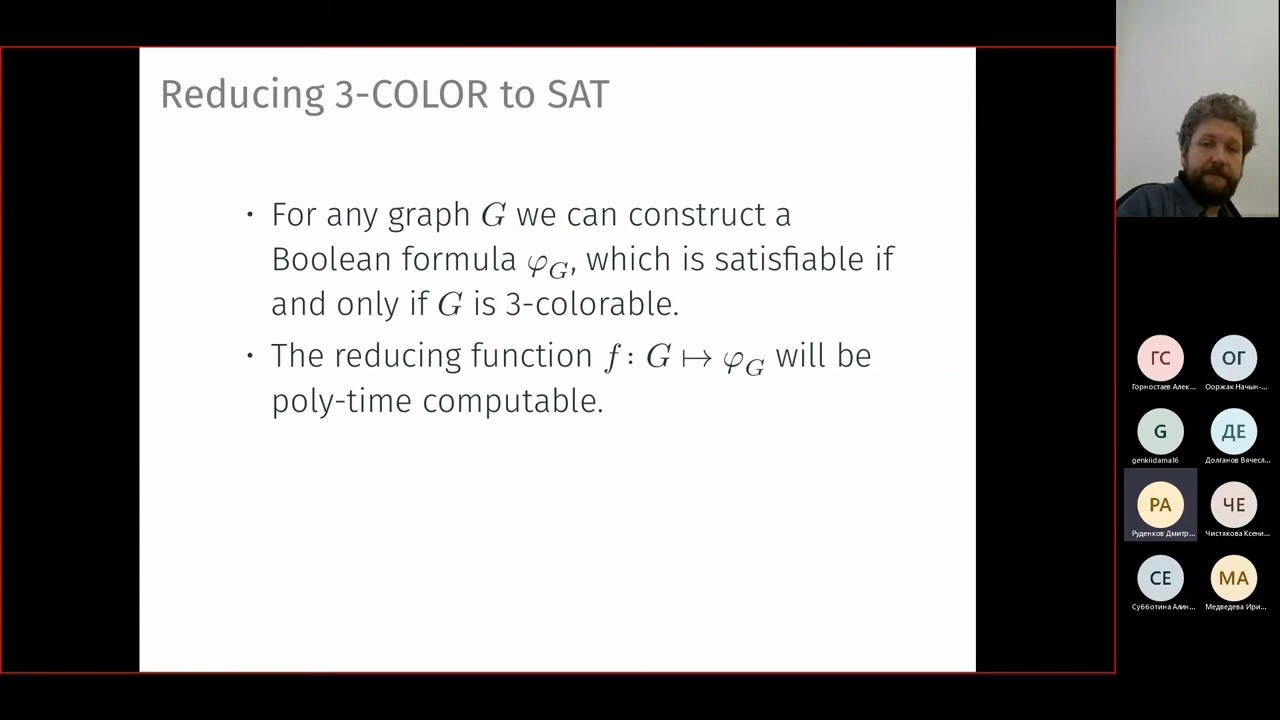 Reducing 3-COLOR to SAT
· For any graph G we can construct a
Boolean formula φ_G, which is satisfiable if
and only if G is 3-colorable.
· The reducing function f : G ↦ φ_G will be
poly-time computable.
ГС
ОГ
Горностаев Алек...
Ооржак Начын-...
G
ДЕ
genkiidama16
Долганов Вячесл...
РА
ЧЕ
Руденков Дмитр...
Чистякова Ксени...
СЕ
МА
Субботина Алин...
Медведева Ири...